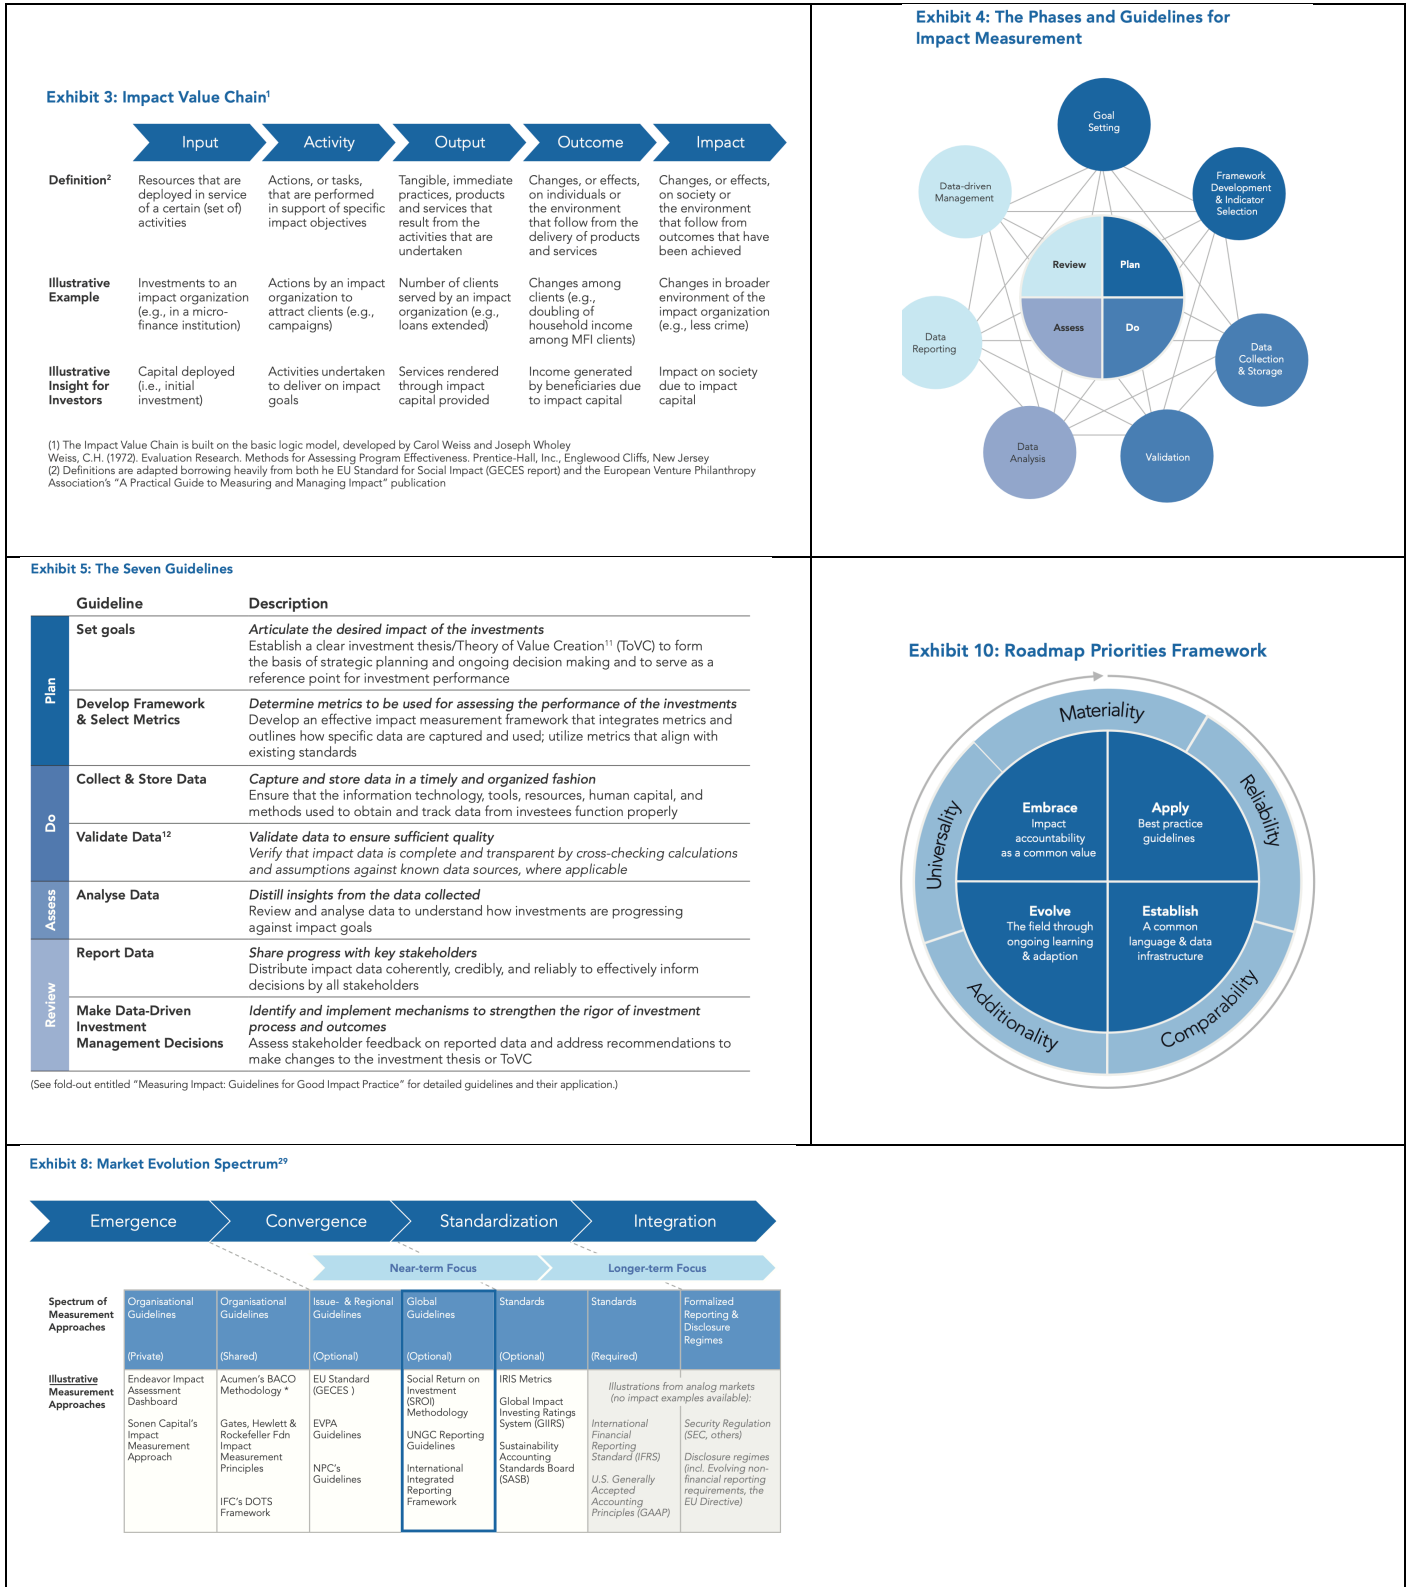 Exhibit 3: Impact Value Chain1
Input
Activity
Output
Outcome
Impact
Definition2
Resources that are
deployed in service
of a certain (set of)
activities
Actions, or tasks,
that are performed
in support of specific
impact objectives
Tangible, immediate
practices, products
and services that
result from the
activities that are
undertaken
Changes, or effects,
on individuals or
the environment
that follow from the
delivery of products
and services
Changes, or effects,
on society or
the environment
that follow from
outcomes that have
been achieved
Illustrative
Example
Investments to an
impact organization
(e.g., in a micro-
finance institution)
Actions by an impact
organization to
attract clients (e.g.,
campaigns)
Number of clients
served by an impact
organization (e.g.,
loans extended)
Changes among
clients (e.g.,
doubling of
household income
among MFI clients)
Changes in broader
environment of the
impact organization
(e.g., less crime)
Illustrative
Insight for
Investors
Capital deployed
(i.e., initial
investment)
Activities undertaken
to deliver on impact
goals
Services rendered
through impact
capital provided
Income generated
by beneficiaries due
to impact capital
Impact on society
due to impact
capital
(1) The Impact Value Chain is built on the basic logic model, developed by Carol Weiss and Joseph Wholey
Weiss, C.H. (1972). Evaluation Research. Methods for Assessing Program Effectiveness. Prentice-Hall, Inc., Englewood Cliffs, New Jersey
(2) Definitions are adapted borrowing heavily from both he EU Standard for Social Impact (GECES report) and the European Venture Philanthropy
Association's "A Practical Guide to Measuring and Managing Impact" publication
Exhibit 4: The Phases and Guidelines for
Impact Measurement
Goal
Setting
Framework
Development
& Indicator
Selection
Data
Collection
& Storage
Validation
Data
Analysis
Data
Reporting
Data-driven
Management
Review
Plan
Assess
Do
Exhibit 5: The Seven Guidelines
Guideline
Description
Plan
Set goals
Articulate the desired impact of the investments
Establish a clear investment thesis/Theory of Value Creation11 (ToVC) to form
the basis of strategic planning and ongoing decision making and to serve as a
reference point for investment performance
Develop Framework
& Select Metrics
Determine metrics to be used for assessing the performance of the investments
Develop an effective impact measurement framework that integrates metrics and
outlines how specific data are captured and used; utilize metrics that align with
existing standards
Do
Collect & Store Data
Capture and store data in a timely and organized fashion
Ensure that the information technology, tools, resources, human capital, and
methods used to obtain and track data from investees function properly
Validate Data12
Validate data to ensure sufficient quality
Verify that impact data is complete and transparent by cross-checking calculations
and assumptions against known data sources, where applicable
Assess
Analyse Data
Distill insights from the data collected
Review and analyse data to understand how investments are progressing
against impact goals
Review
Report Data
Share progress with key stakeholders
Distribute impact data coherently, credibly, and reliably to effectively inform
decisions by all stakeholders
Make Data-Driven
Investment
Management Decisions
Identify and implement mechanisms to strengthen the rigor of investment
process and outcomes
Assess stakeholder feedback on reported data and address recommendations to
make changes to the investment thesis or ToVC
(See fold-out entitled "Measuring Impact: Guidelines for Good Impact Practice" for detailed guidelines and their application.)
Exhibit 10: Roadmap Priorities Framework
Materiality
Reliability
Comparability
Additionality
Universality
Embrace
Impact
accountability
as a common value
Apply
Best practice
guidelines
Evolve
The field through
ongoing learning
& adaption
Establish
A common
language & data
infrastructure
Exhibit 8: Market Evolution Spectrum29
Emergence
Convergence
Standardization
Integration
Near-term Focus
Longer-term Focus
Spectrum of
Measurement
Approaches
Organisational
Guidelines
(Private)
Organisational
Guidelines
(Shared)
Issue- & Regional
Guidelines
(Optional)
Global
Guidelines
(Optional)
Standards
(Optional)
Standards
(Required)
Formalized
Reporting &
Disclosure
Regimes
Illustrative
Measurement
Approaches
Endeavor Impact
Assessment
Dashboard
Sonen Capital's
Impact
Measurement
Approach
Acumen's BACO
Methodology *
Gates, Hewlett &
Rockefeller Fdn
Impact
Measurement
Principles
IFC's DOTS
Framework
EU Standard
(GECES )
EVPA
Guidelines
NPC's
Guidelines
Social Return on
Investment
(SROI)
Methodology
UNGC Reporting
Guidelines
International
Integrated
Reporting
Framework
IRIS Metrics
Global Impact
Investing Ratings
System (GIIRS)
Sustainability
Accounting
Standards Board
(SASB)
Illustrations from analog markets
(no impact examples available):
International
Financial
Reporting
Standard (IFRS)
U.S. Generally
Accepted
Accounting
Principles (GAAP)
Security Regulation
(SEC, others)
Disclosure regimes
(incl. Evolving non-
financial reporting
requirements, the
EU Directive)